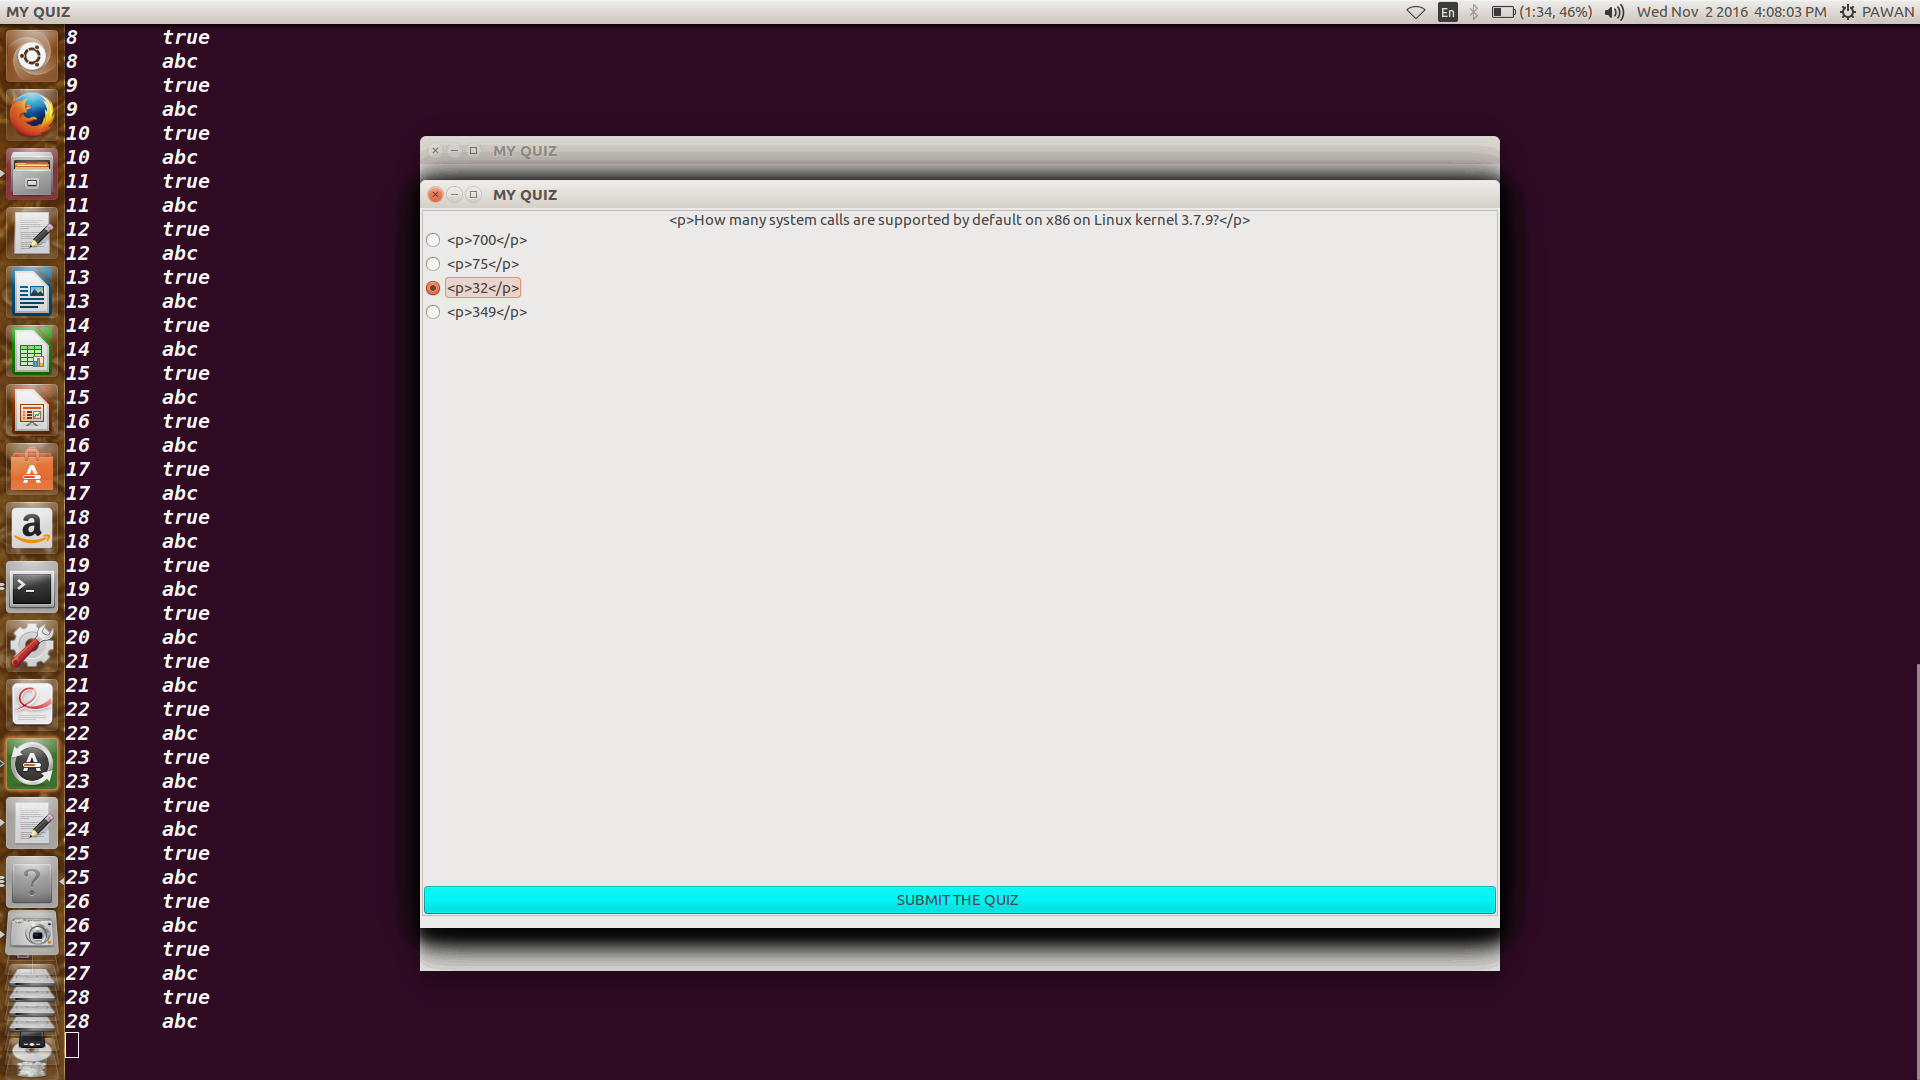 MY QUIZ
En
(1:34, 46%)
Wed Nov 2 2016 4:08:03 PM
PAWAN
8 true
8 abc
9 true
9 abc
10 true
10 abc
11 true
11 abc
12 true
12 abc
13 true
13 abc
14 true
14 abc
15 true
15 abc
16 true
16 abc
17 true
17 abc
18 true
18 abc
19 true
19 abc
20 true
20 abc
21 true
21 abc
22 true
22 abc
23 true
23 abc
24 true
24 abc
25 true
25 abc
26 true
26 abc
27 true
27 abc
28 true
28 abc
MY QUIZ
MY QUIZ
<p>How many system calls are supported by default on x86 on Linux kernel 3.7.9?</p>
<p>700</p>
<p>75</p>
<p>32</p>
<p>349</p>
SUBMIT THE QUIZ